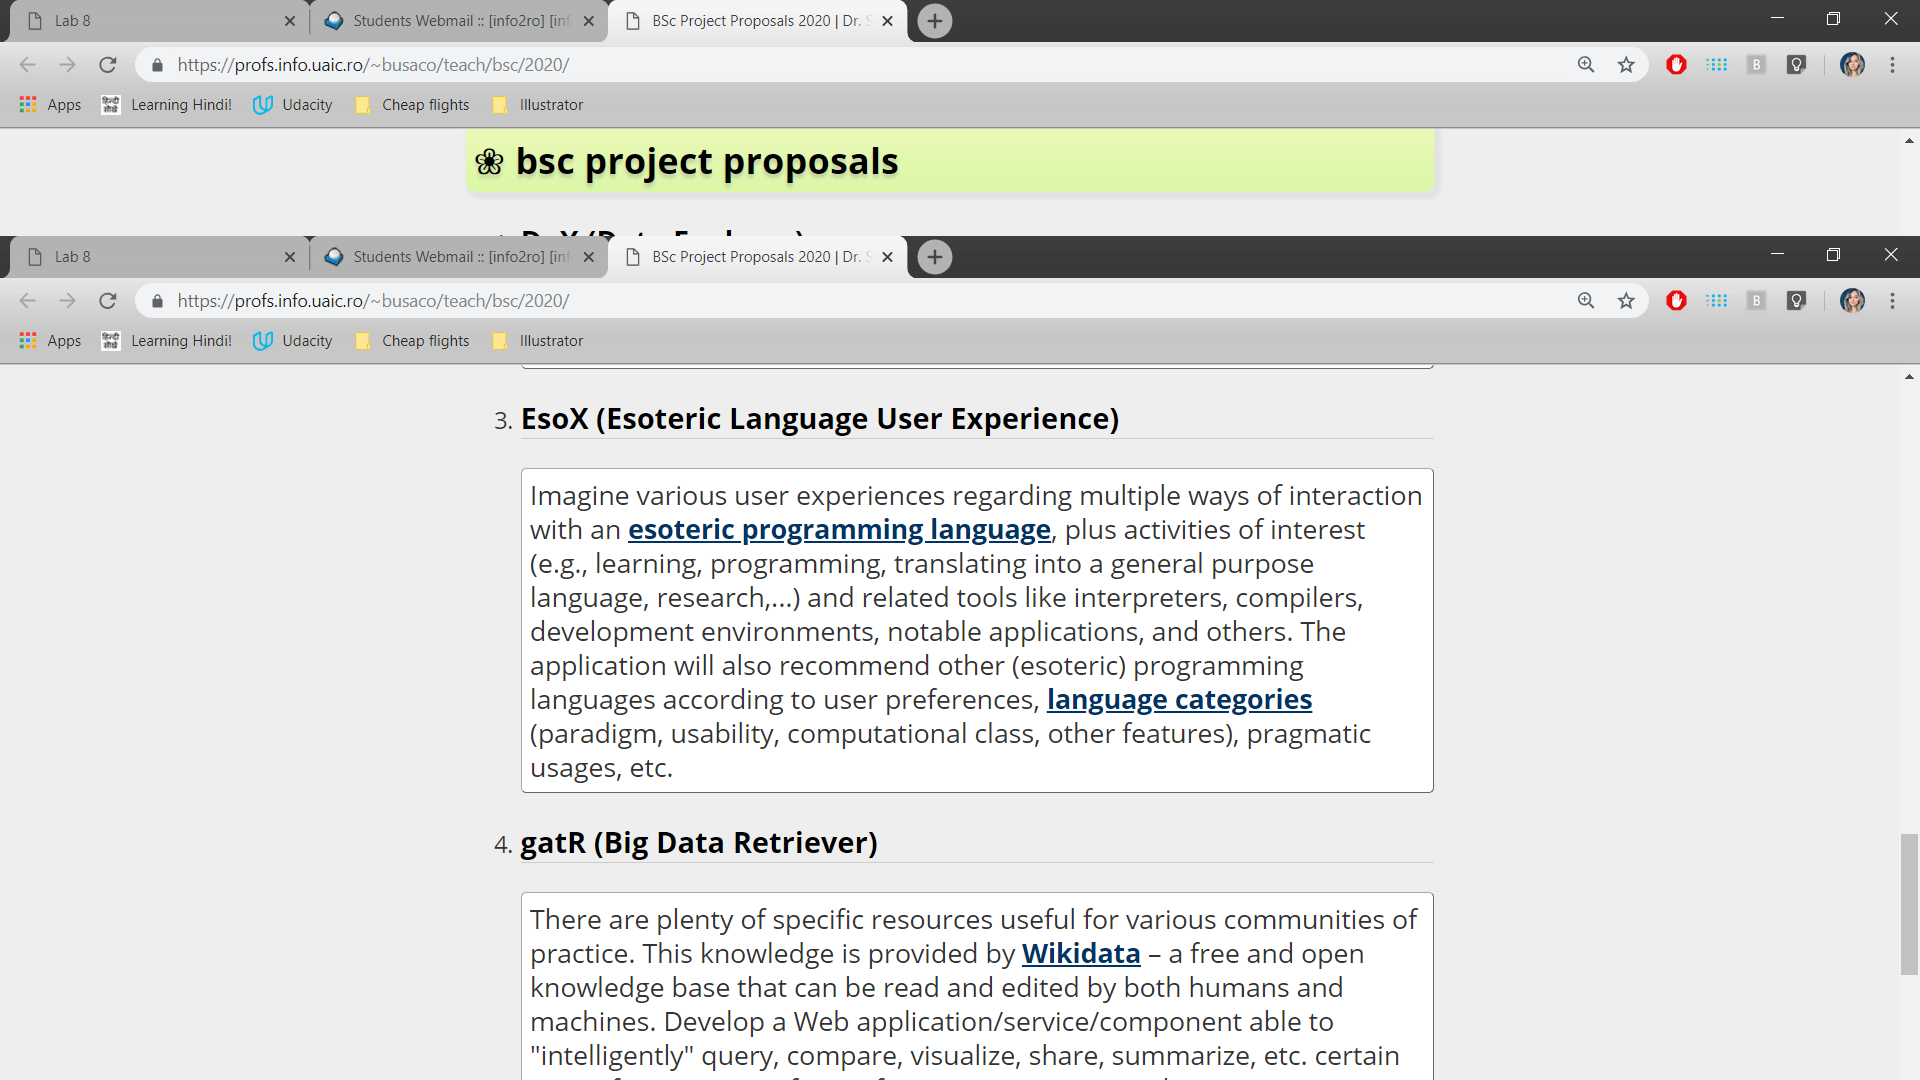 Lab 8
Students Webmail :: [info2ro] [inf
BSc Project Proposals 2020 | Dr. S
https://profs.info.uaic.ro/~busaco/teach/bsc/2020/
B
Apps
Learning Hindi!
Udacity
Cheap flights
Illustrator
❀ bsc project proposals
Lab 8
Students Webmail :: [info2ro] [inf
BSc Project Proposals 2020 | Dr. S
https://profs.info.uaic.ro/~busaco/teach/bsc/2020/
B
Apps
Learning Hindi!
Udacity
Cheap flights
Illustrator
3. EsoX (Esoteric Language User Experience)
Imagine various user experiences regarding multiple ways of interaction
with an esoteric programming language, plus activities of interest
(e.g., learning, programming, translating into a general purpose
language, research,...) and related tools like interpreters, compilers,
development environments, notable applications, and others. The
application will also recommend other (esoteric) programming
languages according to user preferences, language categories
(paradigm, usability, computational class, other features), pragmatic
usages, etc.
4. gatR (Big Data Retriever)
There are plenty of specific resources useful for various communities of
practice. This knowledge is provided by Wikidata – a free and open
knowledge base that can be read and edited by both humans and
machines. Develop a Web application/service/component able to
"intelligently" query, compare, visualize, share, summarize, etc. certain